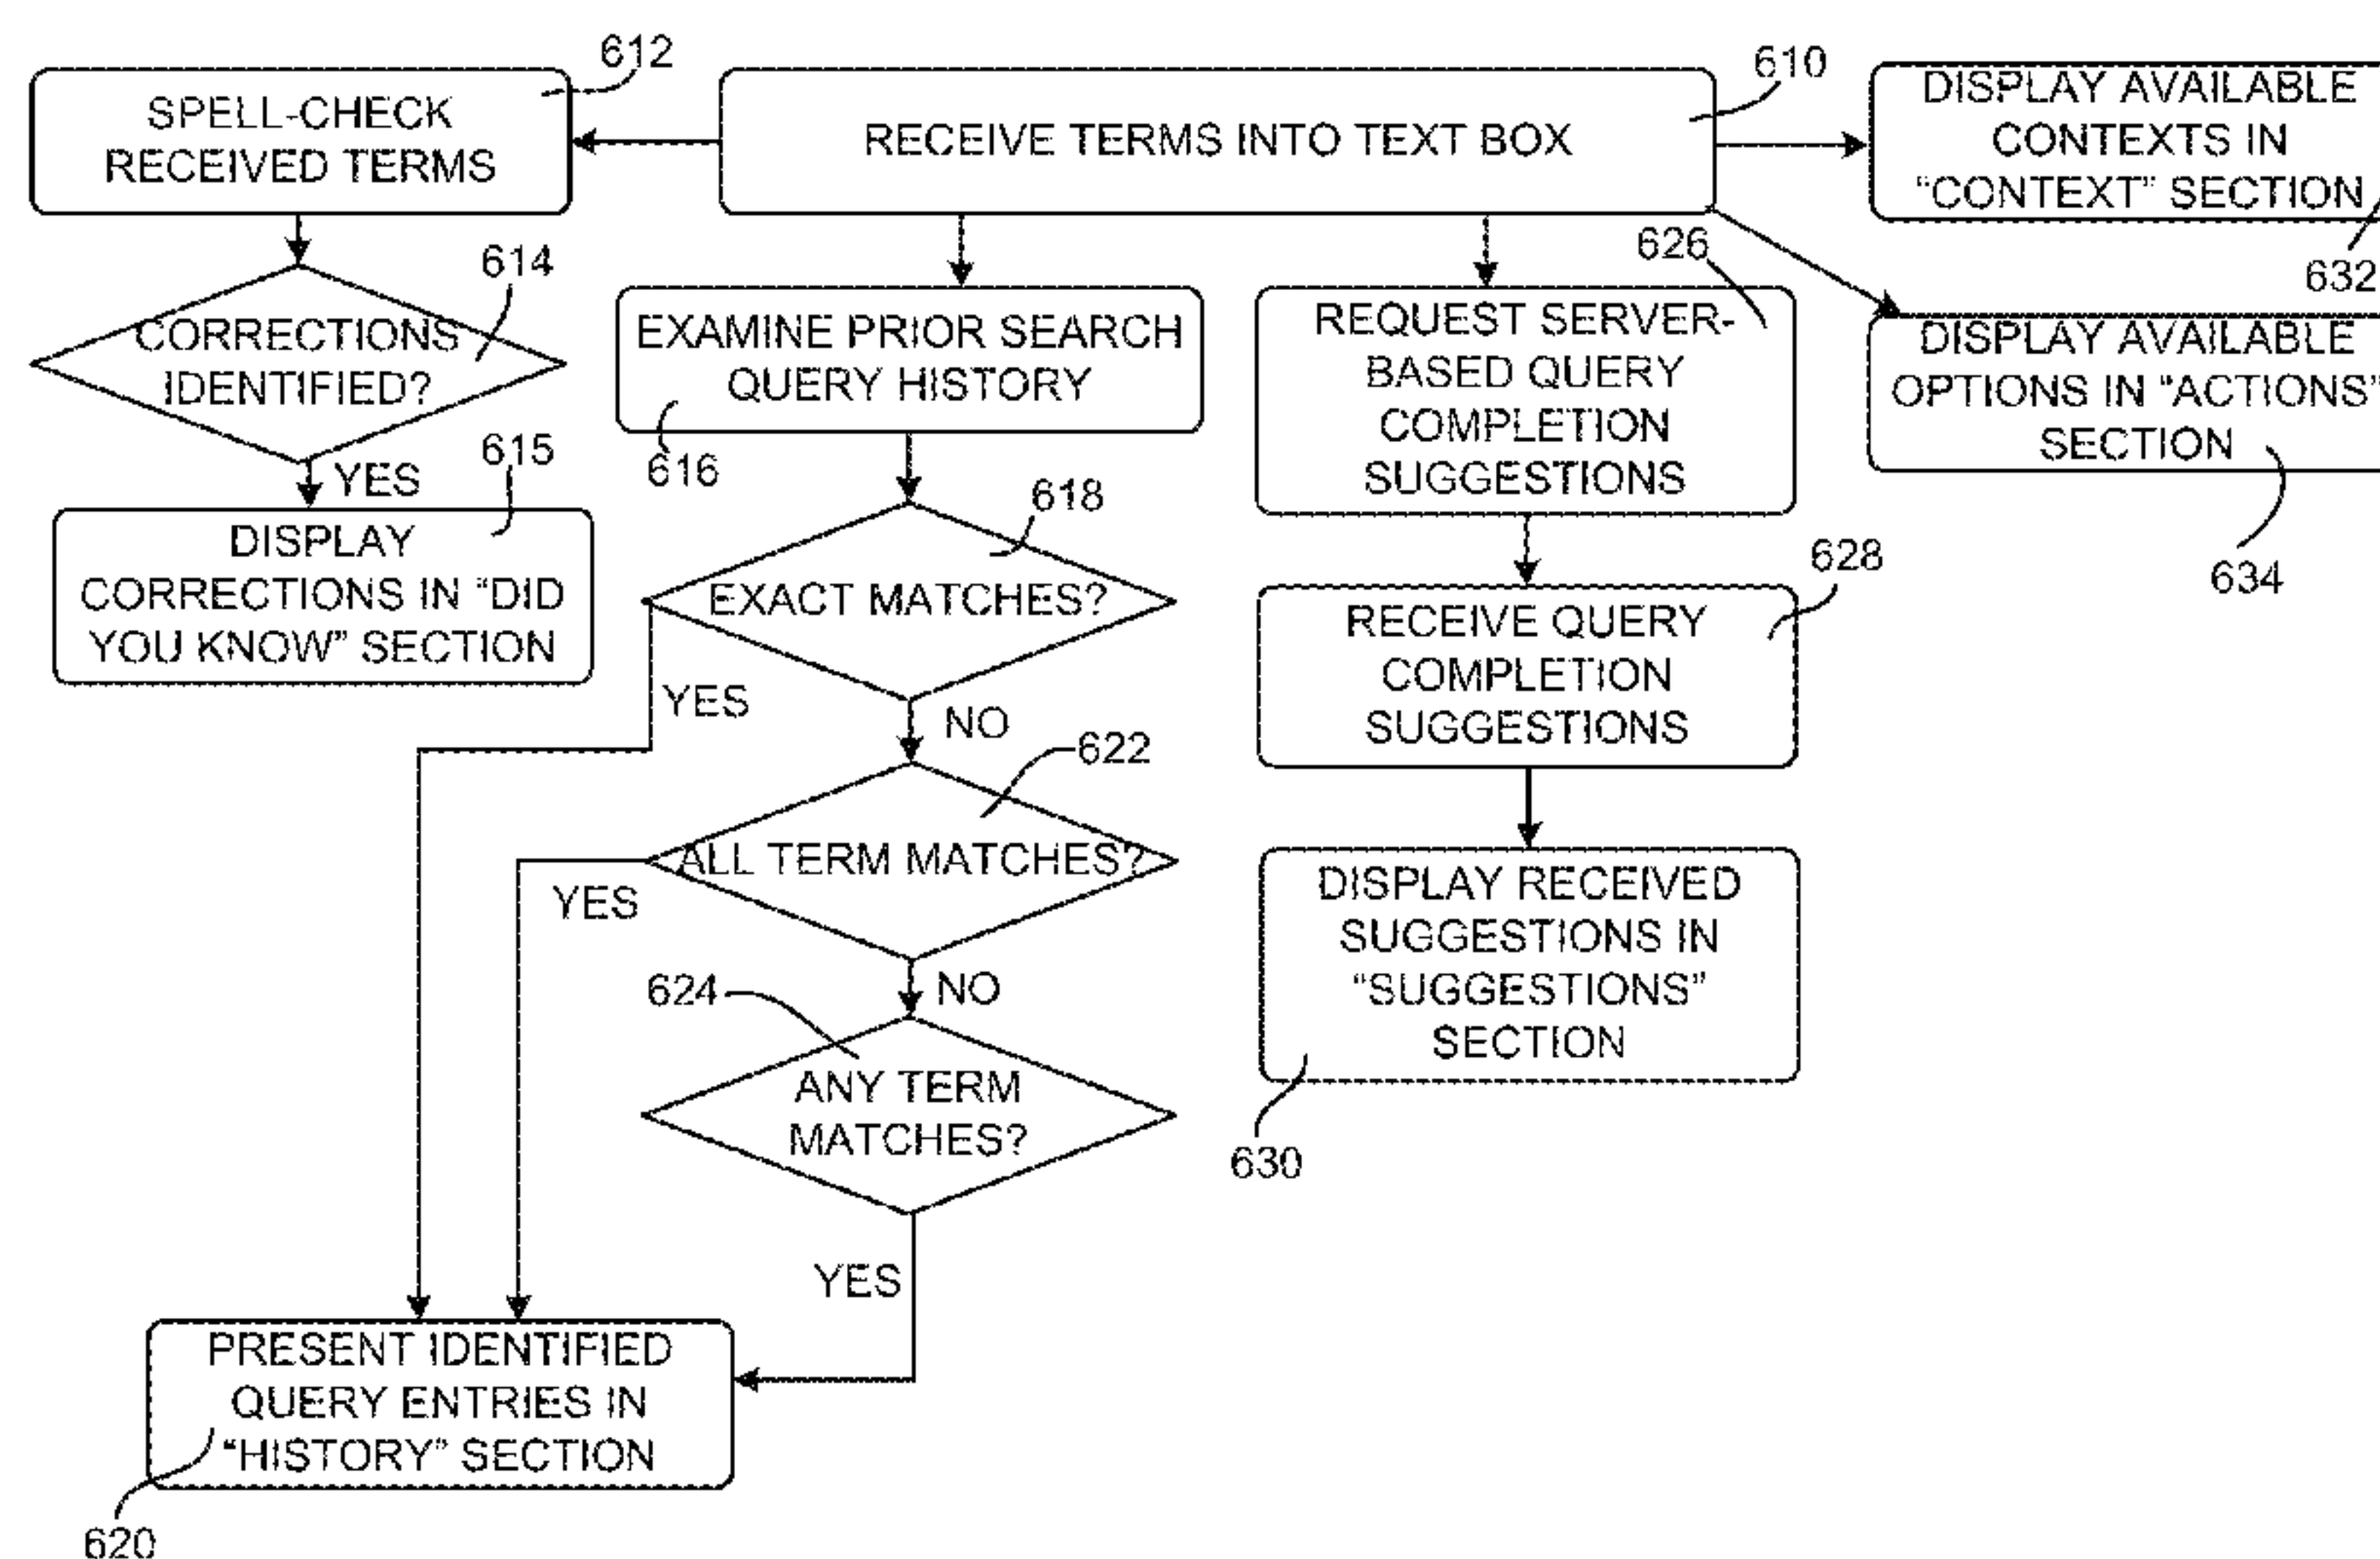 612
SPELL-CHECK
RECEIVED TERMS
610
RECEIVE TERMS INTO TEXT BOX
DISPLAY AVAILABLE
CONTEXTS IN
“CONTEXT” SECTION
632
614
CORRECTIONS
IDENTIFIED?
YES
615
DISPLAY
CORRECTIONS IN “DID
YOU KNOW” SECTION
EXAMINE PRIOR SEARCH
QUERY HISTORY
616
618
EXACT MATCHES?
YES
NO
622
ALL TERM MATCHES?
YES
NO
624
ANY TERM
MATCHES?
YES
PRESENT IDENTIFIED
QUERY ENTRIES IN
“HISTORY” SECTION
620
626
REQUEST SERVER-
BASED QUERY
COMPLETION
SUGGESTIONS
628
RECEIVE QUERY
COMPLETION
SUGGESTIONS
DISPLAY RECEIVED
SUGGESTIONS IN
“SUGGESTIONS”
SECTION
630
DISPLAY AVAILABLE
OPTIONS IN “ACTIONS”
SECTION
634